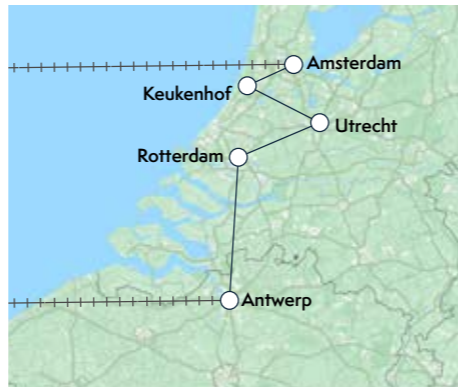 Amsterdam
Keukenhof
Utrecht
Rotterdam
Antwerp